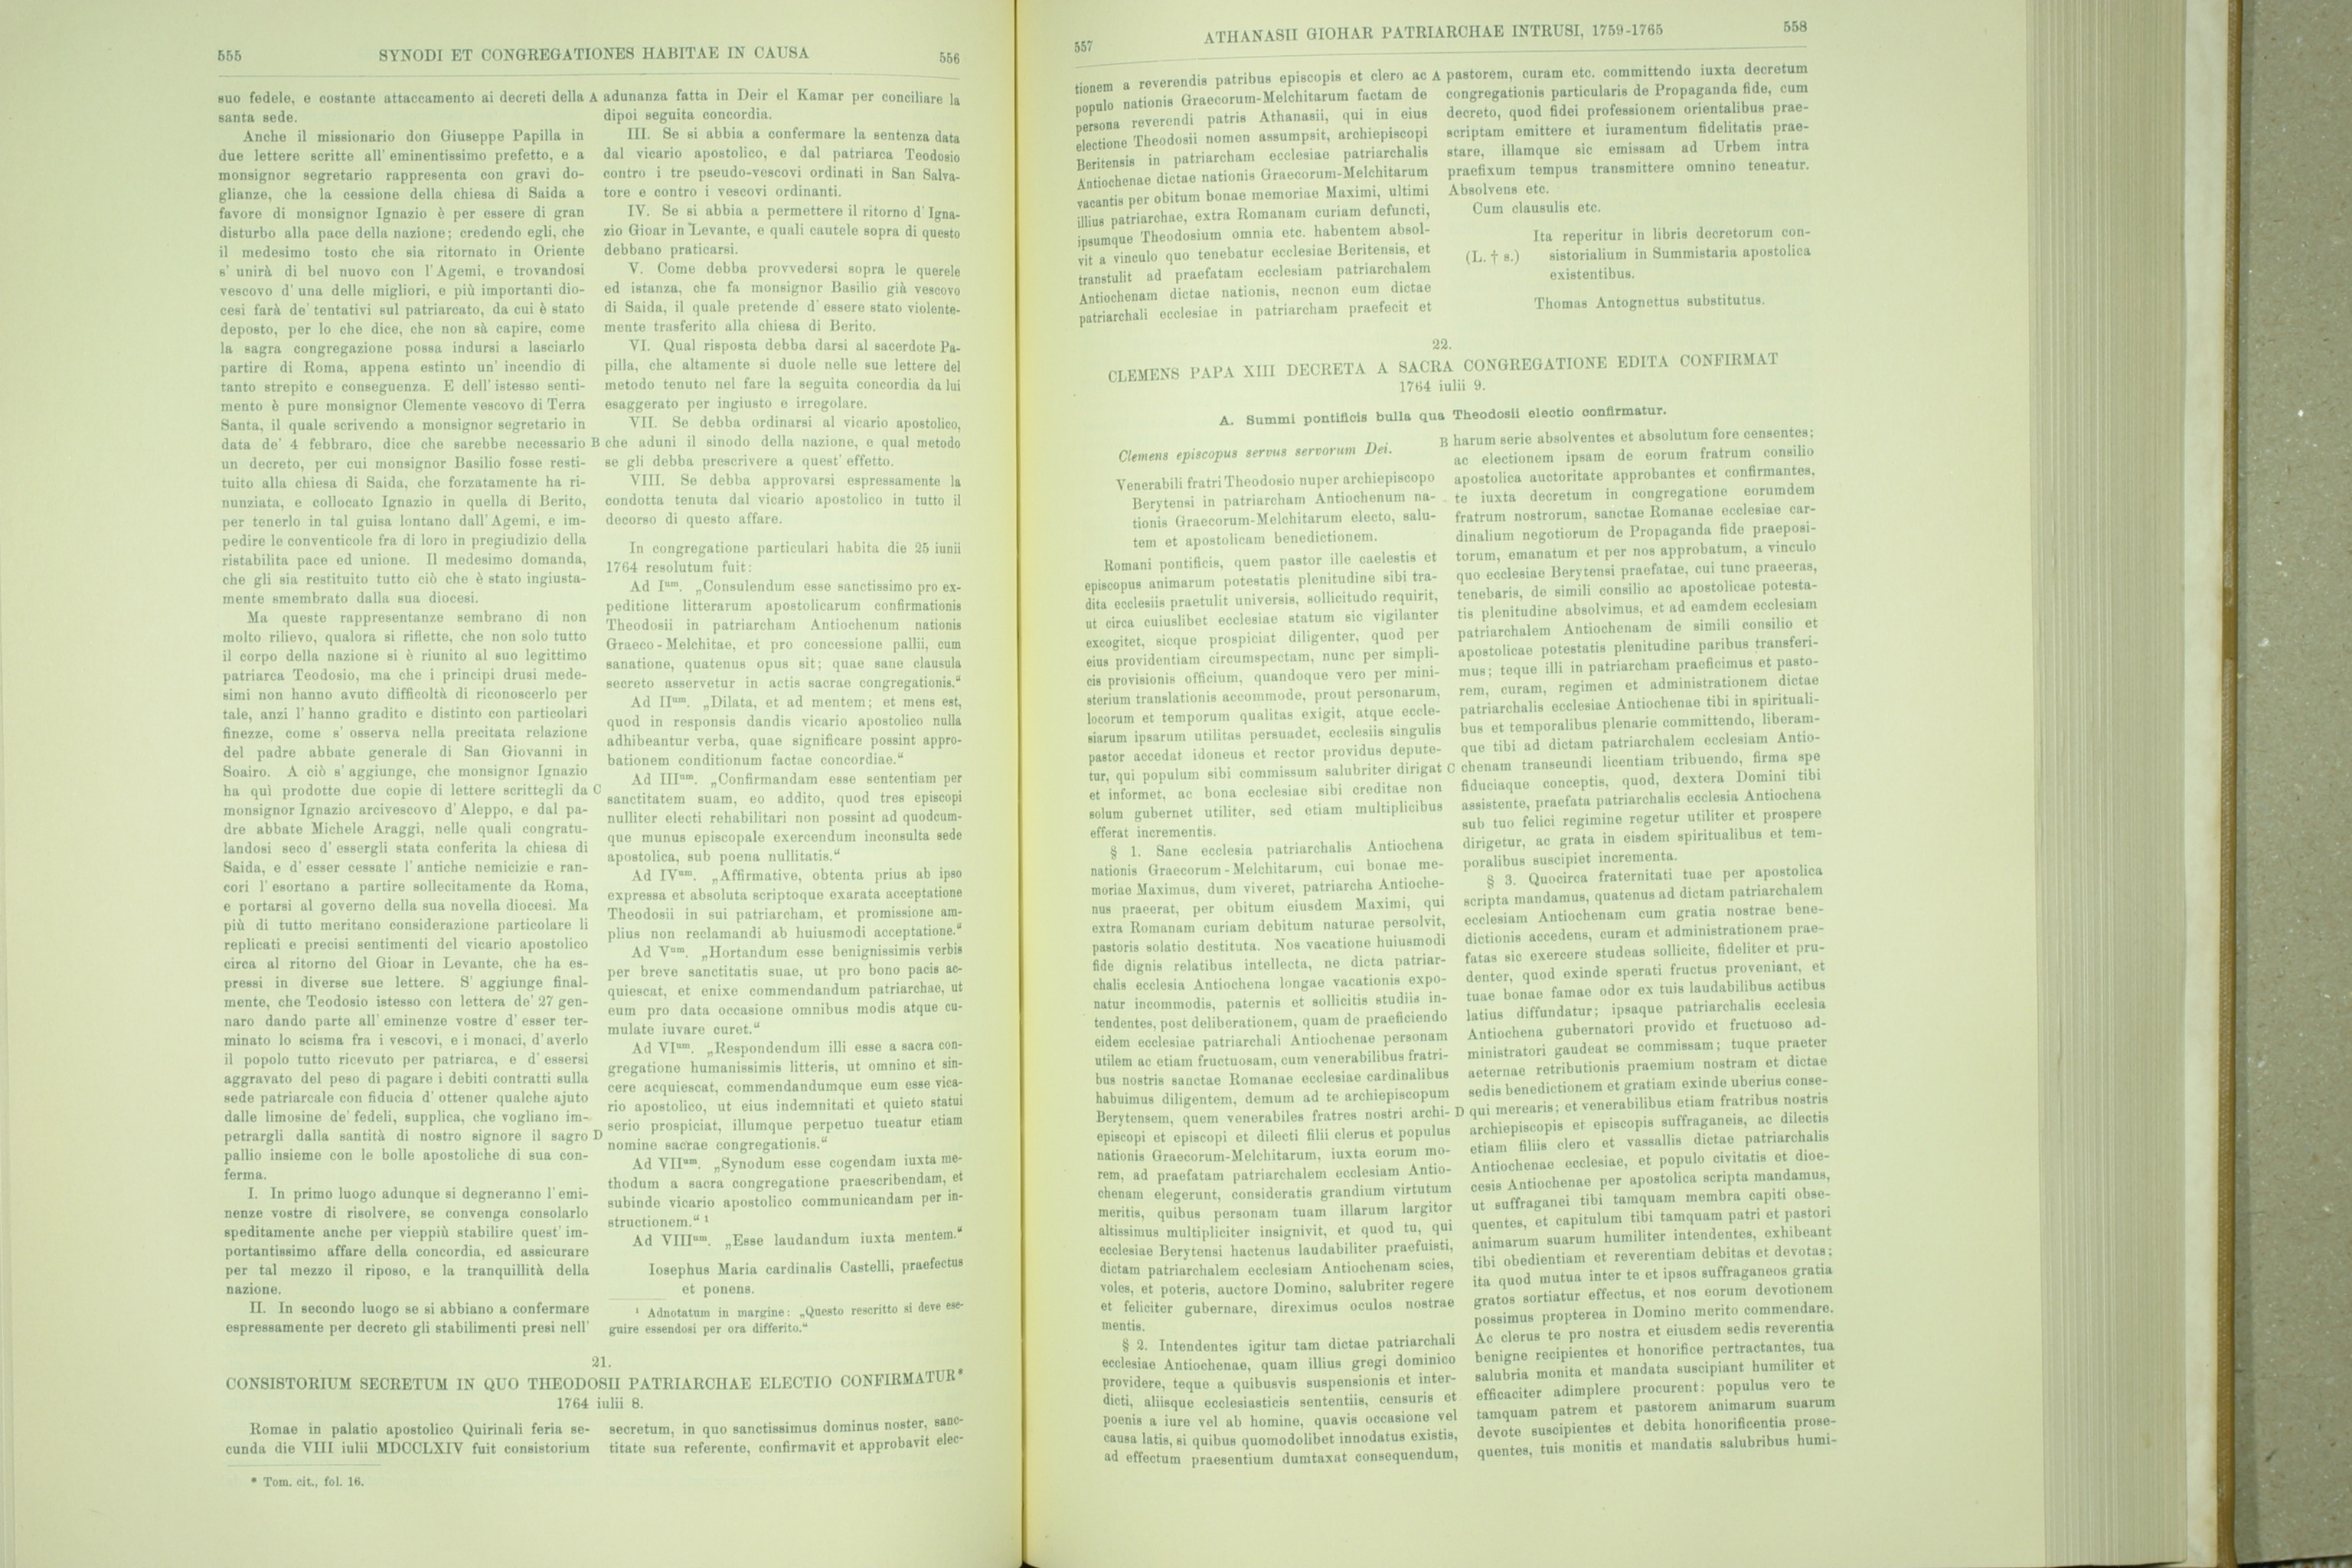 555
SYNODI ET CONGREGATIONES HABITAE IN CAUSA
556
suo fedele, e costante attaccamento ai decreti della
santa sede.
Anche il missionario don Giuseppe Papilla in
due lettere scritte all' eminentissimo prefetto, e a
monsignor segretario rappresenta con gravi do-
glianze, che la cessione della chiesa di Saida a
favore di monsignor Ignazio è per essere di gran
disturbo alla pace della nazione; credendo egli, che
il medesimo tosto che sia ritornato in Oriente
s' unirà di bel nuovo con l'Agemi, e trovandosi
vescovo d' una delle migliori, e più importanti dio-
cesi farà de' tentativi sul patriarcato, da cui è stato
deposto, per lo che dice, che non sà capire, come
la sagra congregazione possa indursi a lasciarlo
partire di Roma, appena estinto un' incendio di
tanto strepito e conseguenza. E dell' istesso senti-
mento è pure monsignor Clemente vescovo di Terra
Santa, il quale scrivendo a monsignor segretario in
data de' 4 febbraro, dice che sarebbe necessario
un decreto, per cui monsignor Basilio fosse resti-
tuito alla chiesa di Saida, che forzatamente ha ri-
nunziata, e collocato Ignazio in quella di Berito,
per tenerlo in tal guisa lontano dall' Agemi, e im-
pedire le conventicole fra di loro in pregiudizio della
ristabilita pace ed unione. Il medesimo domanda,
che gli sia restituito tutto ciò che è stato ingiusta-
mente smembrato dalla sua diocesi.
Ma queste rappresentanze sembrano di non
molto rilievo, qualora si riflette, che non solo tutto
il corpo della nazione si è riunito al suo legittimo
patriarca Teodosio, ma che i principi drusi mede-
simi non hanno avuto difficoltà di riconoscerlo per
tale, anzi l' hanno gradito e distinto con particolari
finezze, come s' osserva nella precitata relazione
del padre abbate generale di San Giovanni in
Soairo. A ciò s' aggiunge, che monsignor Ignazio
ha quì prodotte due copie di lettere scrittegli da
monsignor Ignazio arcivescovo d' Aleppo, e dal pa-
dre abbate Michele Araggi, nelle quali congratu-
landosi seco d' essergli stata conferita la chiesa di
Saida, e d' esser cessate l' antiche nemicizie e ran-
cori l' esortano a partire sollecitamente da Roma,
e portarsi al governo della sua novella diocesi. Ma
più di tutto meritano considerazione particolare li
replicati e precisi sentimenti del vicario apostolico
circa al ritorno del Gioar in Levante, che ha es-
pressi in diverse sue lettere. S' aggiunge final-
mente, che Teodosio istesso con lettera de' 27 gen-
naro dando parte all' eminenze vostre d' esser ter-
minato lo scisma fra i vescovi, e i monaci, d' averlo
il popolo tutto ricevuto per patriarca, e d' essersi
aggravato del peso di pagare i debiti contratti sulla
sede patriarcale con fiducia d' ottener qualche ajuto
dalle limosine de' fedeli, supplica, che vogliano im-
petrargli dalla santità di nostro signore il sagro
pallio insieme con le bolle apostoliche di sua con-
ferma.
I. In primo luogo adunque si degneranno l' emi-
nenze vostre di risolvere, se convenga consolarlo
speditamente anche per vieppiù stabilire quest' im-
portantissimo affare della concordia, ed assicurare
per tal mezzo il riposo, e la tranquillità della
nazione.
II. In secondo luogo se si abbiano a confermare
espressamente per decreto gli stabilimenti presi nell'
A
B
C
D
adunanza fatta in Deir el Kamar per conciliare la
dipoi seguita concordia.
III. Se si abbia a confermare la sentenza data
dal vicario apostolico, e dal patriarca Teodosio
contro i tre pseudo-vescovi ordinati in San Salva-
tore e contro i vescovi ordinanti.
IV. Se si abbia a permettere il ritorno d' Igna-
zio Gioar in Levante, e quali cautele sopra di questo
debbano praticarsi.
V. Come debba provvedersi sopra le querele
ed istanza, che fa monsignor Basilio già vescovo
di Saida, il quale pretende d' essere stato violente-
mente trasferito alla chiesa di Berito.
VI. Qual risposta debba darsi al sacerdote Pa-
pilla, che altamente si duole nelle sue lettere del
metodo tenuto nel fare la seguita concordia da lui
esaggerato per ingiusto e irregolare.
VII. Se debba ordinarsi al vicario apostolico,
che aduni il sinodo della nazione, e qual metodo
se gli debba prescrivere a quest' effetto.
VIII. Se debba approvarsi espressamente la
condotta tenuta dal vicario apostolico in tutto il
decorso di questo affare.
In congregatione particulari habita die 25 iunii
1764 resolutum fuit:
Ad Ium. „Consulendum esse sanctissimo pro ex-
peditione litterarum apostolicarum confirmationis
Theodosii in patriarcham Antiochenum nationis
Graeco-Melchitae, et pro concessione pallii, cum
sanatione, quatenus opus sit; quae sane clausula
secreto asservetur in actis sacrae congregationis.“
Ad IIum. „Dilata, et ad mentem; et mens est,
quod in responsis dandis vicario apostolico nulla
adhibeantur verba, quae significare possint appro-
bationem conditionum factae concordiae.“
Ad IIIum. „Confirmandam esse sententiam per
sanctitatem suam, eo addito, quod tres episcopi
nulliter electi rehabilitari non possint ad quodcum-
que munus episcopale exercendum inconsulta sede
apostolica, sub poena nullitatis.“
Ad IVum. „Affirmative, obtenta prius ab ipso
expressa et absoluta scriptoque exarata acceptatione
Theodosii in sui patriarcham, et promissione am-
plius non reclamandi ab huiusmodi acceptatione.“
Ad Vum. „Hortandum esse benignissimis verbis
per breve sanctitatis suae, ut pro bono pacis ac-
quiescat, et enixe commendandum patriarchae, ut
eum pro data occasione omnibus modis atque cu-
mulate iuvare curet.“
Ad VIum. „Respondendum illi esse a sacra con-
gregatione humanissimis litteris, ut omnino et sin-
cere acquiescat, commendandumque eum esse vica-
rio apostolico, ut eius indemnitati et quieto statui
serio prospiciat, illumque perpetuo tueatur etiam
nomine sacrae congregationis.“
Ad VIIum. „Synodum esse cogendam iuxta me-
thodum a sacra congregatione praescribendam, et
subinde vicario apostolico communicandam per in-
structionem.“ 1
Ad VIIIum. „Esse laudandum iuxta mentem.“
Iosephus Maria cardinalis Castelli, praefectus
et ponens.
1 Adnotatum in margine: „Questo rescritto si deve ese-
guire essendosi per ora differito.“
21.
CONSISTORIUM SECRETUM IN QUO THEODOSII PATRIARCHAE ELECTIO CONFIRMATUR*
1764 iulii 8.
Romae in palatio apostolico Quirinali feria se-
cunda die VIII iulii MDCCLXIV fuit consistorium
secretum, in quo sanctissimus dominus noster, sanc-
titate sua referente, confirmavit et approbavit elec-
* Tom. cit., fol. 16.
557
ATHANASII GIOHAR PATRIARCHAE INTRUSI, 1759-1765
558
tionem a reverendis patribus episcopis et clero ac
populo nationis Graecorum-Melchitarum factam de
persona reverendi patris Athanasii, qui in eius
electione Theodosii nomen assumpsit, archiepiscopi
Beritensis in patriarcham ecclesiae patriarchalis
Antiochenae dictae nationis Graecorum-Melchitarum
vacantis per obitum bonae memoriae Maximi, ultimi
illius patriarchae, extra Romanam curiam defuncti,
ipsumque Theodosium omnia etc. habentem absol-
vit a vinculo quo tenebatur ecclesiae Beritensis, et
transtulit ad praefatam ecclesiam patriarchalem
Antiochenam dictae nationis, necnon eum dictae
patriarchali ecclesiae in patriarcham praefecit et
A
pastorem, curam etc. committendo iuxta decretum
congregationis particularis de Propaganda fide, cum
decreto, quod fidei professionem orientalibus prae-
scriptam emittere et iuramentum fidelitatis prae-
stare, illamque sic emissam ad Urbem intra
praefixum tempus transmittere omnino teneatur.
Absolvens etc.
Cum clausulis etc.
Ita reperitur in libris decretorum con-
(L. † s.) sistorialium in Summistaria apostolica
existentibus.
Thomas Antognettus substitutus.
22.
CLEMENS PAPA XIII DECRETA A SACRA CONGREGATIONE EDITA CONFIRMAT
1764 iulii 9.
A. Summi pontificis bulla qua Theodosii electio confirmatur.
Clemens episcopus servus servorum Dei.
Venerabili fratri Theodosio nuper archiepiscopo
Berytensi in patriarcham Antiochenum na-
tionis Graecorum-Melchitarum electo, salu-
tem et apostolicam benedictionem.
Romani pontificis, quem pastor ille caelestis et
episcopus animarum potestatis plenitudine sibi tra-
dita ecclesiis praetulit universis, sollicitudo requirit,
ut circa cuiuslibet ecclesiae statum sic vigilanter
excogitet, sicque prospiciat diligenter, quod per
eius providentiam circumspectam, nunc per simpli-
cis provisionis officium, quandoque vero per mini-
sterium translationis accommode, prout personarum,
locorum et temporum qualitas exigit, atque eccle-
siarum ipsarum utilitas persuadet, ecclesiis singulis
pastor accedat idoneus et rector providus depute-
tur, qui populum sibi commissum salubriter dirigat
et informet, ac bona ecclesiae sibi creditae non
solum gubernet utiliter, sed etiam multiplicibus
efferat incrementis.
§ 1. Sane ecclesia patriarchalis Antiochena
nationis Graecorum-Melchitarum, cui bonae me-
moriae Maximus, dum viveret, patriarcha Antioche-
nus praeerat, per obitum eiusdem Maximi, qui
extra Romanam curiam debitum naturae persolvit,
pastoris solatio destituta. Nos vacatione huiusmodi
fide dignis relatibus intellecta, ne dicta patriar-
chalis ecclesia Antiochena longae vacationis expo-
natur incommodis, paternis et sollicitis studiis in-
tendentes, post deliberationem, quam de praeficiendo
eidem ecclesiae patriarchali Antiochenae personam
utilem ac etiam fructuosam, cum venerabilibus fratri-
bus nostris sanctae Romanae ecclesiae cardinalibus
habuimus diligentem, demum ad te archiepiscopum
Berytensem, quem venerabiles fratres nostri archi-
episcopi et episcopi et dilecti filii clerus et populus
nationis Graecorum-Melchitarum, iuxta eorum mo-
rem, ad praefatam patriarchalem ecclesiam Antio-
chenam elegerunt, consideratis grandium virtutum
meritis, quibus personam tuam illarum largitor
altissimus multipliciter insignivit, et quod tu, qui
ecclesiae Berytensi hactenus laudabiliter praefuisti,
dictam patriarchalem ecclesiam Antiochenam scies,
voles, et poteris, auctore Domino, salubriter regere
et feliciter gubernare, direximus oculos nostrae
mentis.
§ 2. Intendentes igitur tam dictae patriarchali
ecclesiae Antiochenae, quam illius gregi dominico
providere, teque a quibusvis suspensionis et inter-
dicti, aliisque ecclesiasticis sententiis, censuris et
poenis a iure vel ab homine, quavis occasione vel
causa latis, si quibus quomodolibet innodatus existis,
ad effectum praesentium dumtaxat consequendum,
B
C
D
harum serie absolventes et absolutum fore censentes;
ac electionem ipsam de eorum fratrum consilio
apostolica auctoritate approbantes et confirmantes,
te iuxta decretum in congregatione eorumdem
fratrum nostrorum, sanctae Romanae ecclesiae car-
dinalium negotiorum de Propaganda fide praeposi-
torum, emanatum et per nos approbatum, a vinculo
quo ecclesiae Berytensi praefatae, cui tunc praeeras,
tenebaris, de simili consilio ac apostolicae potesta-
tis plenitudine absolvimus, et ad eamdem ecclesiam
patriarchalem Antiochenam de simili consilio et
apostolicae potestatis plenitudine paribus transferi-
mus; teque illi in patriarcham praeficimus et pasto-
rem, curam, regimen et administrationem dictae
patriarchalis ecclesiae Antiochenae tibi in spirituali-
bus et temporalibus plenarie committendo, liberam-
que tibi ad dictam patriarchalem ecclesiam Antio-
chenam transeundi licentiam tribuendo, firma spe
fiduciaque conceptis, quod, dextera Domini tibi
assistente, praefata patriarchalis ecclesia Antiochena
sub tuo felici regimine regetur utiliter et prospere
dirigetur, ac grata in eisdem spiritualibus et tem-
poralibus suscipiet incrementa.
§ 3. Quocirca fraternitati tuae per apostolica
scripta mandamus, quatenus ad dictam patriarchalem
ecclesiam Antiochenam cum gratia nostrae bene-
dictionis accedens, curam et administrationem prae-
fatas sic exercere studeas sollicite, fideliter et pru-
denter, quod exinde sperati fructus proveniant, et
tuae bonae famae odor ex tuis laudabilibus actibus
latius diffundatur; ipsaque patriarchalis ecclesia
Antiochena gubernatori provido et fructuoso ad-
ministratori gaudeat se commissam; tuque praeter
aeternae retributionis praemium nostram et dictae
sedis benedictionem et gratiam exinde uberius conse-
qui merearis; et venerabilibus etiam fratribus nostris
archiepiscopis et episcopis suffraganeis, ac dilectis
etiam filiis clero et vassallis dictae patriarchalis
Antiochenae ecclesiae, et populo civitatis et dioe-
cesis Antiochenae per apostolica scripta mandamus,
ut suffraganei tibi tamquam membra capiti obse-
quentes, et capitulum tibi tamquam patri et pastori
animarum suarum humiliter intendentes, exhibeant
tibi obedientiam et reverentiam debitas et devotas;
ita quod mutua inter te et ipsos suffraganeos gratia
gratos sortiatur effectus, et nos eorum devotionem
possimus propterea in Domino merito commendare.
Ac clerus te pro nostra et eiusdem sedis reverentia
benigne recipientes et honorifice pertractantes, tua
salubria monita et mandata suscipiant humiliter et
efficaciter adimplere procurent: populus vero te
tamquam patrem et pastorem animarum suarum
devote suscipientes et debita honorificentia prose-
quentes, tuis monitis et mandatis salubribus humi-